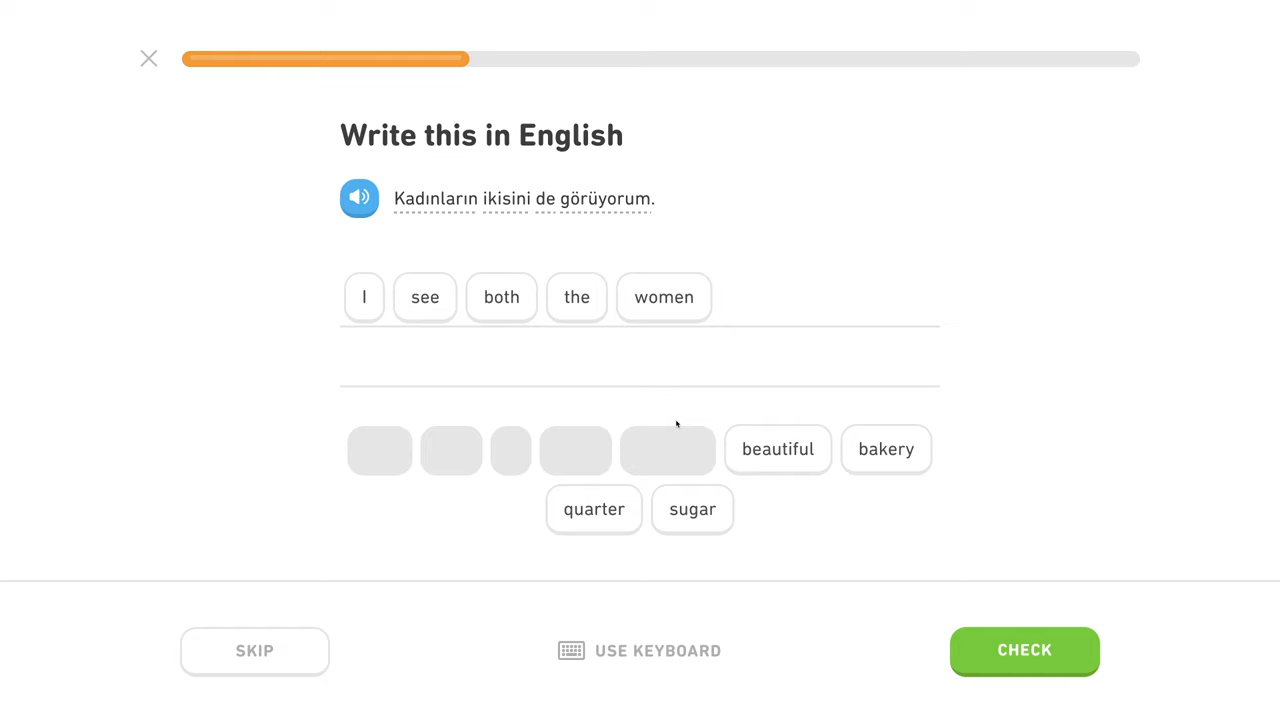 Write this in English
Kadınların ikisini de görüyorum.
I see both the women
beautiful bakery
quarter sugar
SKIP USE KEYBOARD CHECK